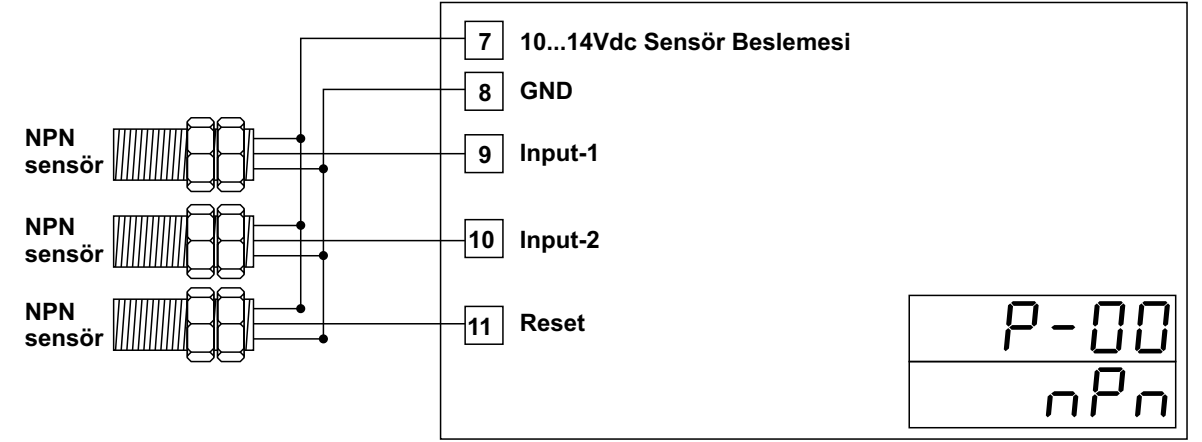 7 10...14Vdc Sensör Beslemesi
8 GND
NPN
sensör
9 Input-1
NPN
sensör
10 Input-2
NPN
sensör
11 Reset
P-00
nPn